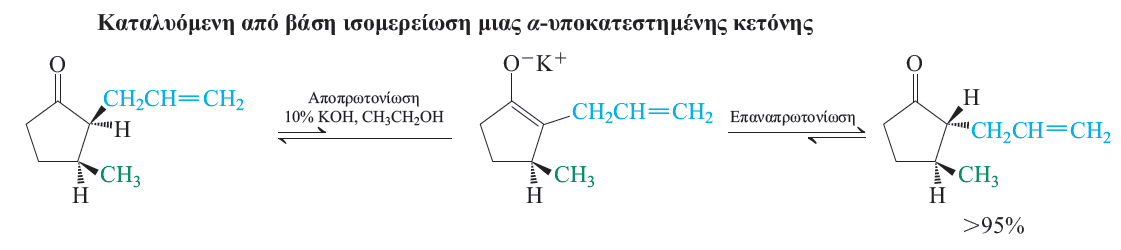 Καταλυόμενη από βάση ισομερείωση μιας α-υποκατεστημένης κετόνης
O
CH₂CH=CH₂
H
CH₃
H
Αποπρωτονίωση
10% KOH, CH₃CH₂OH
O⁻K⁺
CH₂CH=CH₂
CH₃
H
Επαναπρωτονίωση
O
H
CH₂CH=CH₂
CH₃
H
>95%